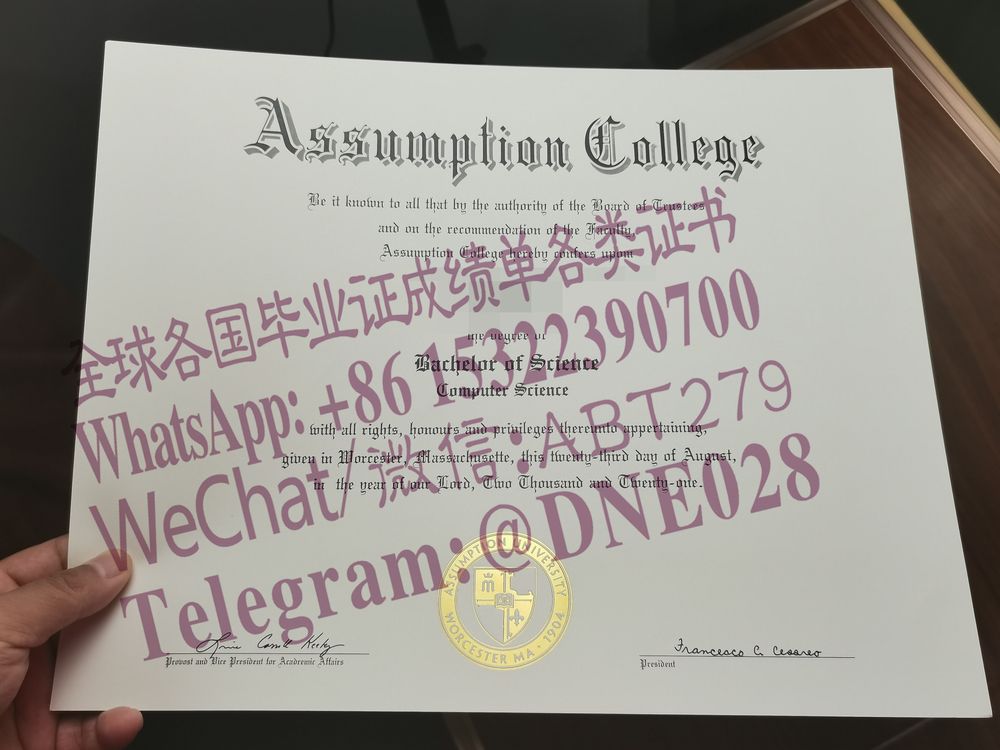 Assumption College
Be it known to all that by the authority of the Board of Trustees
and on the recommendation of the Faculty,
Assumption College hereby confers upon
全球各国毕业证成绩单各类证书
the degree of
Bachelor of Science
Computer Science
WhatsApp: +86 15322390700
with all rights, honours and privileges thereunto appertaining,
given in Worcester, Massachusette, this twenty-third day of August,
in the year of our Lord, Two Thousand and Twenty-one.
WeChat/微信:ABT279
Telegram:@DNE028
ASSUMPTION UNIVERSITY
WORCESTER MA · 1904
Provost and Vice President for Academic Affairs
Francesco C. Cesareo
President